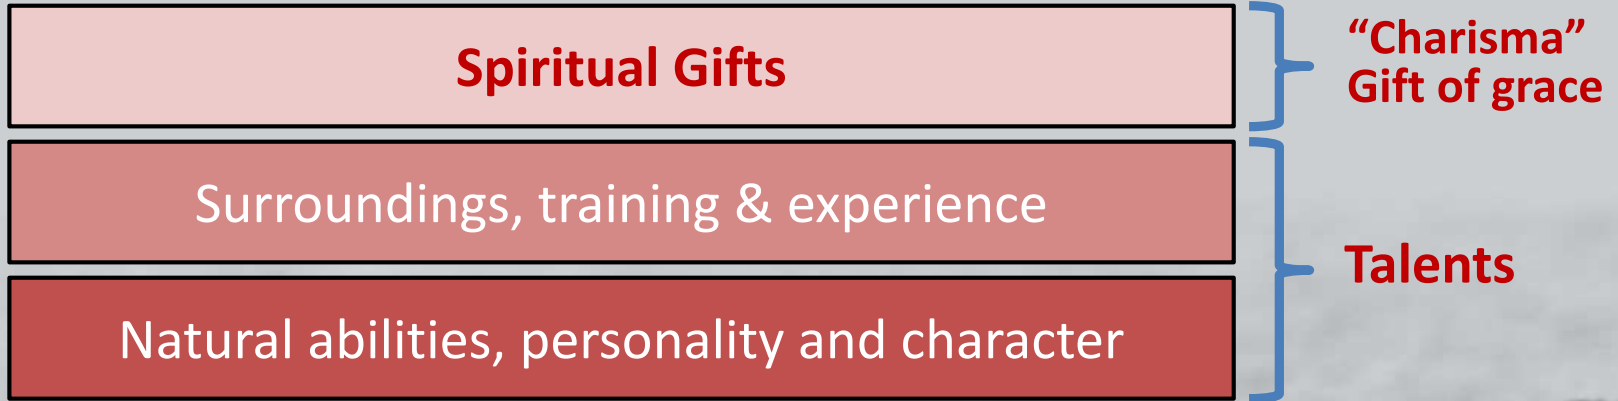 Spiritual Gifts
“Charisma”
Gift of grace
Surroundings, training & experience
Talents
Natural abilities, personality and character